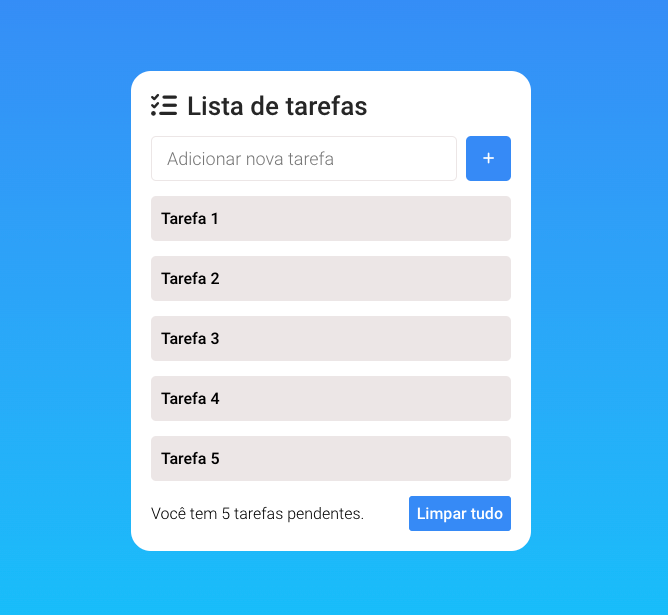 Lista de tarefas
Adicionar nova tarefa
+
Tarefa 1
Tarefa 2
Tarefa 3
Tarefa 4
Tarefa 5
Você tem 5 tarefas pendentes.
Limpar tudo